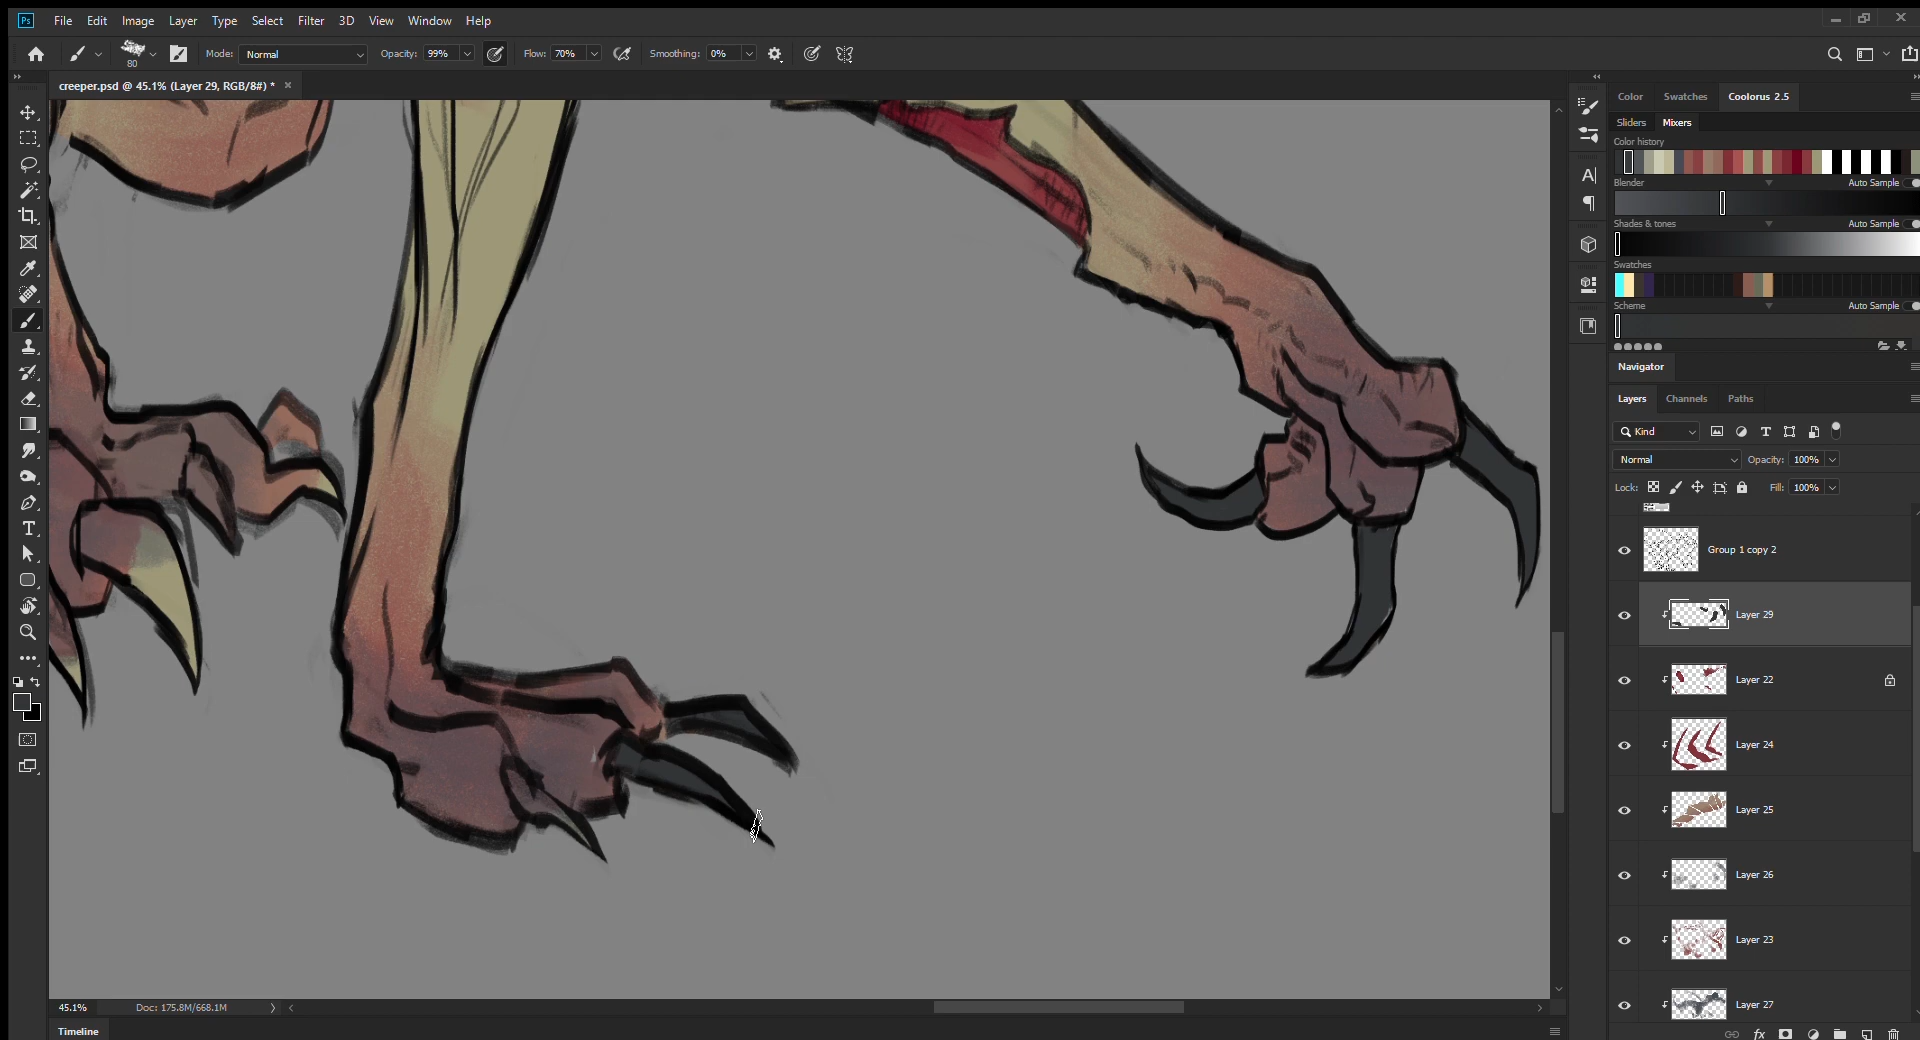 Ps File Edit Image Layer Type Select Filter 3D View Window Help
80 Mode: Normal Opacity: 99% Flow: 70% Smoothing: 0%
creeper.psd @ 45.1% (Layer 29, RGB/8#) * ×
Color Swatches Coolorus 2.5
Sliders Mixers
Color history
Blender Auto Sample
Shades & tones Auto Sample
Swatches
Scheme Auto Sample
Navigator
Layers Channels Paths
Kind
Normal Opacity: 100%
Lock: Fill: 100%
Group 1 copy 2
Layer 29
Layer 22
Layer 24
Layer 25
Layer 26
Layer 23
Layer 27
fx
45.1% Doc: 175.8M/668.1M
Timeline